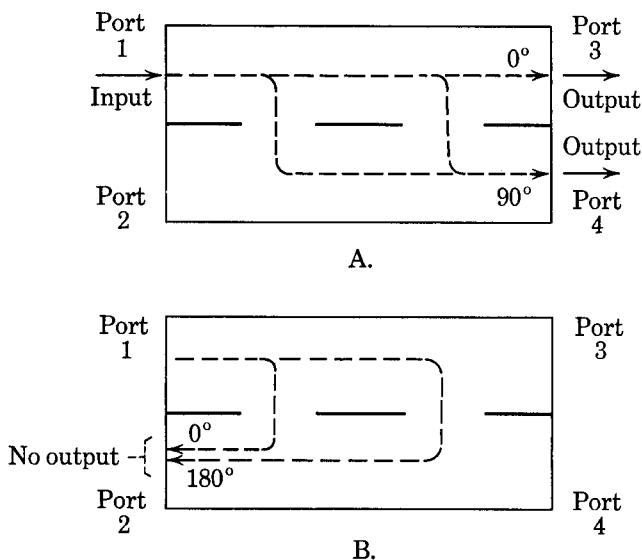 Port
1
Input
Port
2
0°
90°
Port
3
Output
Output
Port
4
A.
Port
1
No output
Port
2
0°
180°
Port
3
Port
4
B.